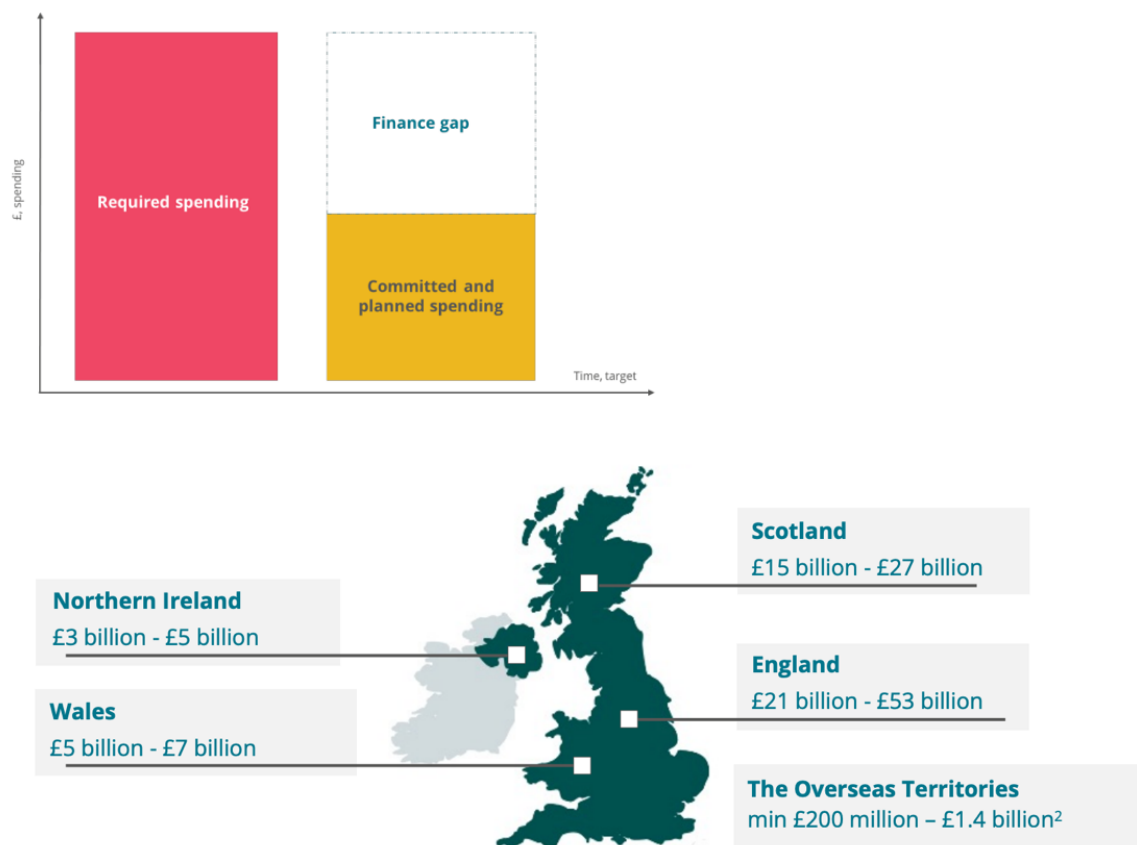 £, spending
Required spending
Finance gap
Committed and
planned spending
Time, target
Scotland
£15 billion - £27 billion
Northern Ireland
£3 billion - £5 billion
England
£21 billion - £53 billion
Wales
£5 billion - £7 billion
The Overseas Territories
min £200 million – £1.4 billion²